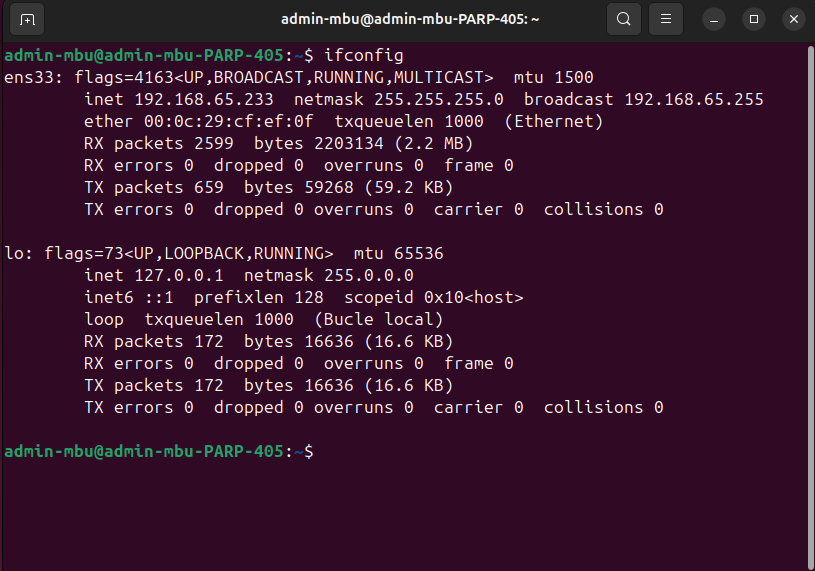 admin-mbu@admin-mbu-PARP-405: ~
admin-mbu@admin-mbu-PARP-405:~$ ifconfig
ens33: flags=4163<UP,BROADCAST,RUNNING,MULTICAST>  mtu 1500
        inet 192.168.65.233  netmask 255.255.255.0  broadcast 192.168.65.255
        ether 00:0c:29:cf:ef:0f  txqueuelen 1000  (Ethernet)
        RX packets 2599  bytes 2203134 (2.2 MB)
        RX errors 0  dropped 0  overruns 0  frame 0
        TX packets 659  bytes 59268 (59.2 KB)
        TX errors 0  dropped 0 overruns 0  carrier 0  collisions 0
lo: flags=73<UP,LOOPBACK,RUNNING>  mtu 65536
        inet 127.0.0.1  netmask 255.0.0.0
        inet6 ::1  prefixlen 128  scopeid 0x10<host>
        loop  txqueuelen 1000  (Bucle local)
        RX packets 172  bytes 16636 (16.6 KB)
        RX errors 0  dropped 0  overruns 0  frame 0
        TX packets 172  bytes 16636 (16.6 KB)
        TX errors 0  dropped 0 overruns 0  carrier 0  collisions 0
admin-mbu@admin-mbu-PARP-405:~$